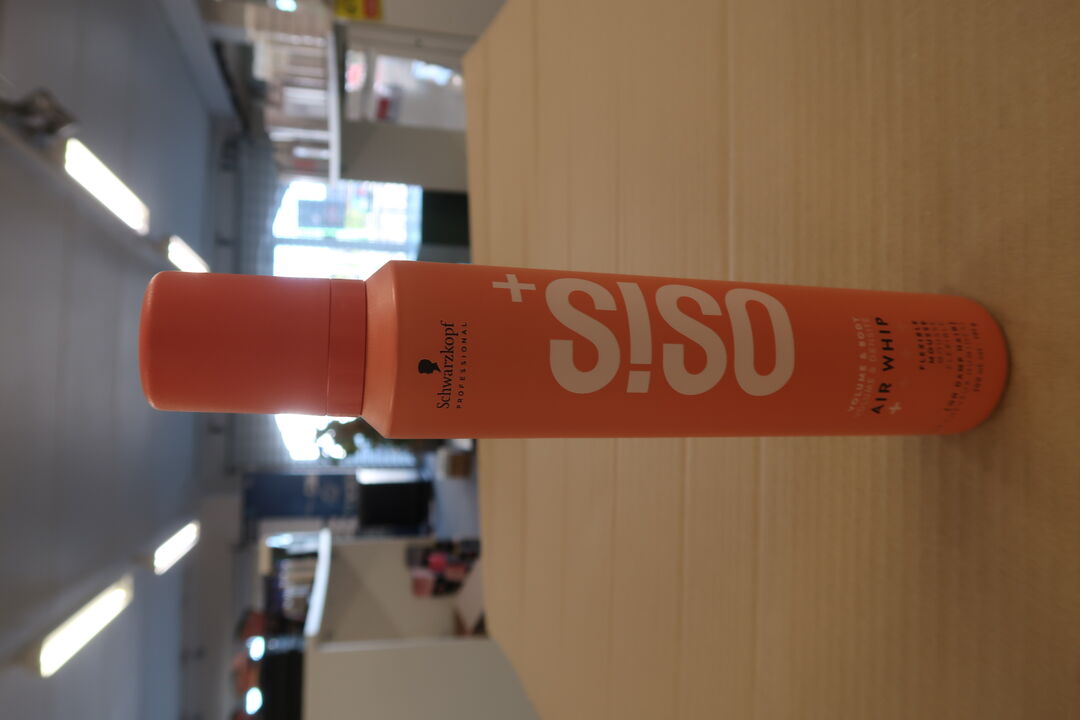 Schwarzkopf
PROFESSIONAL
OSiS
+
VOLUME & BODY
AIR WHIP
+
FLEXIBLE
MOUSSE